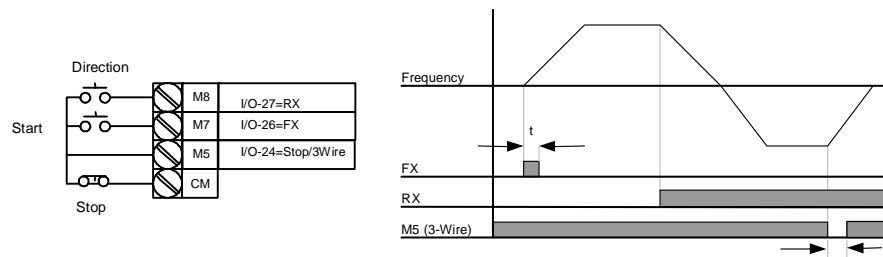 Direction
M8 I/O-27=RX
Start
M7 I/O-26=FX
M5 I/O-24=Stop/3Wire
CM
Stop
Frequency
t
FX
RX
M5 (3-Wire)